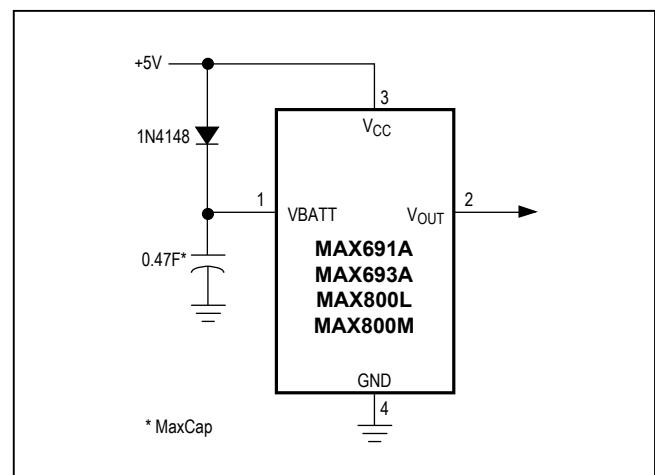 +5V
3
VCC
1N4148
1
VBATT
VOUT
2
0.47F*
MAX691A
MAX693A
MAX800L
MAX800M
GND
4
* MaxCap